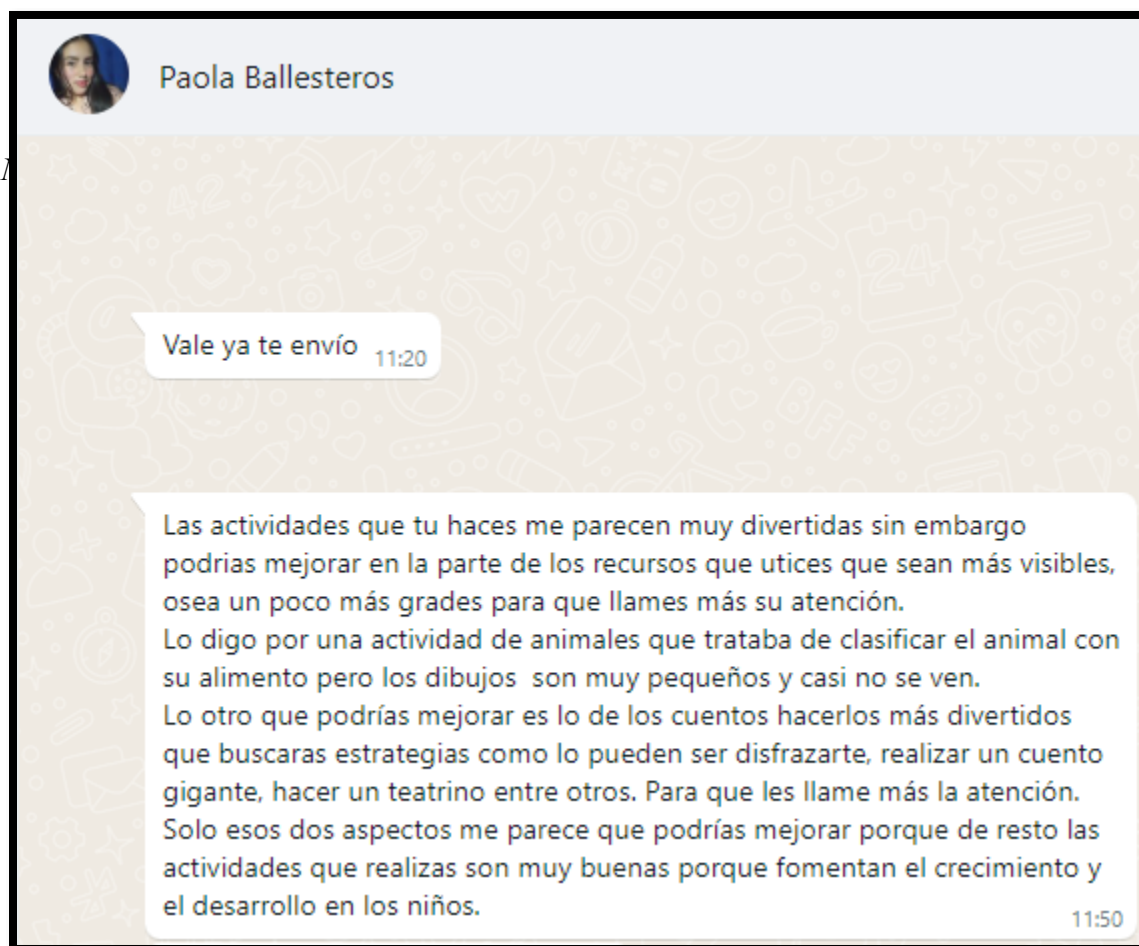 Paola Ballesteros
Vale ya te envío 11:20
Las actividades que tu haces me parecen muy divertidas sin embargo
podrias mejorar en la parte de los recursos que utices que sean más visibles,
osea un poco más grades para que llames más su atención.
Lo digo por una actividad de animales que trataba de clasificar el animal con
su alimento pero los dibujos  son muy pequeños y casi no se ven.
Lo otro que podrías mejorar es lo de los cuentos hacerlos más divertidos
que buscaras estrategias como lo pueden ser disfrazarte, realizar un cuento
gigante, hacer un teatrino entre otros. Para que les llame más la atención.
Solo esos dos aspectos me parece que podrías mejorar porque de resto las
actividades que realizas son muy buenas porque fomentan el crecimiento y
el desarrollo en los niños.
11:50